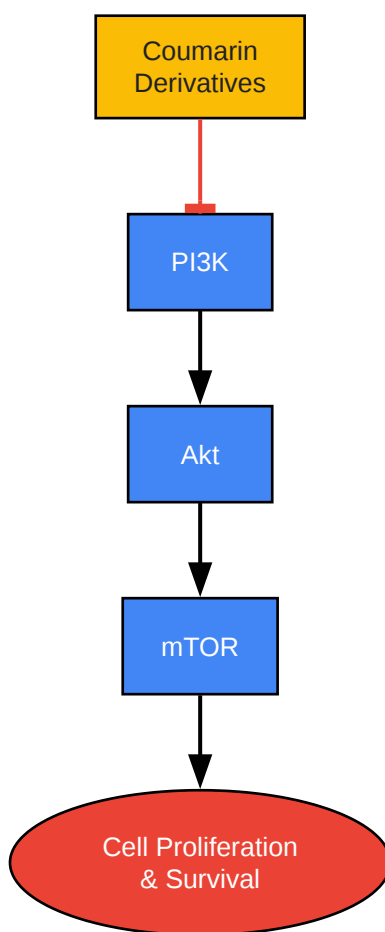 Coumarin
Derivatives
PI3K
Akt
mTOR
Cell Proliferation
& Survival